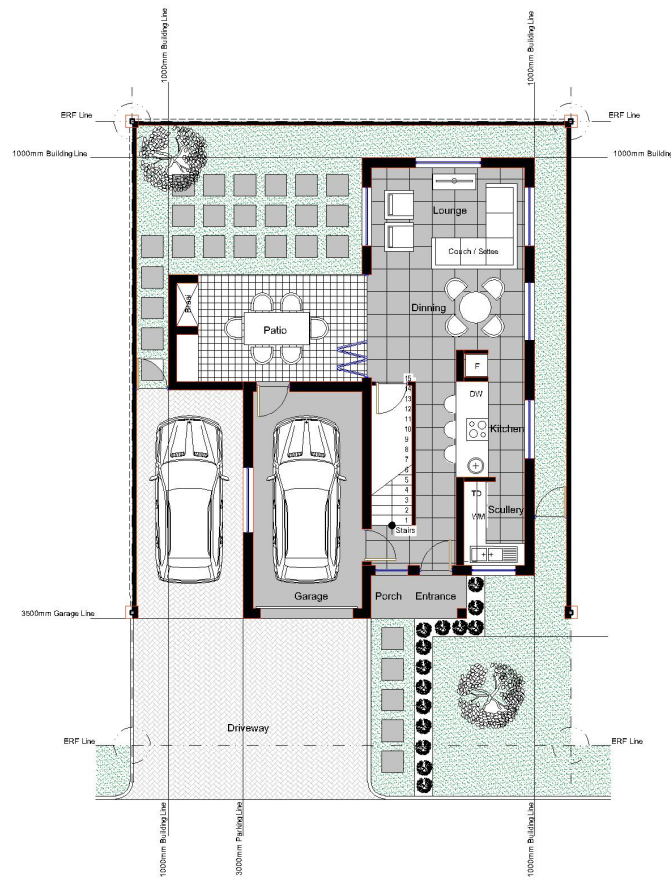 1000mm Building Line
1000mm Building Line
ERF Line
ERF Line
1000mm Building Line
1000mm Building
Lounge
Couch / Settee
Dinning
Braai
Patio
F
DW
Kitchen
15
14
13
12
11
10
9
8
7
6
5
4
3
2
1
Stairs
TD
WM
Scullery
Garage
Porch
Entrance
3500mm Garage Line
Driveway
ERF Line
ERF Line
1000mm Building Line
3000mm Parking Line
1000mm Building Line